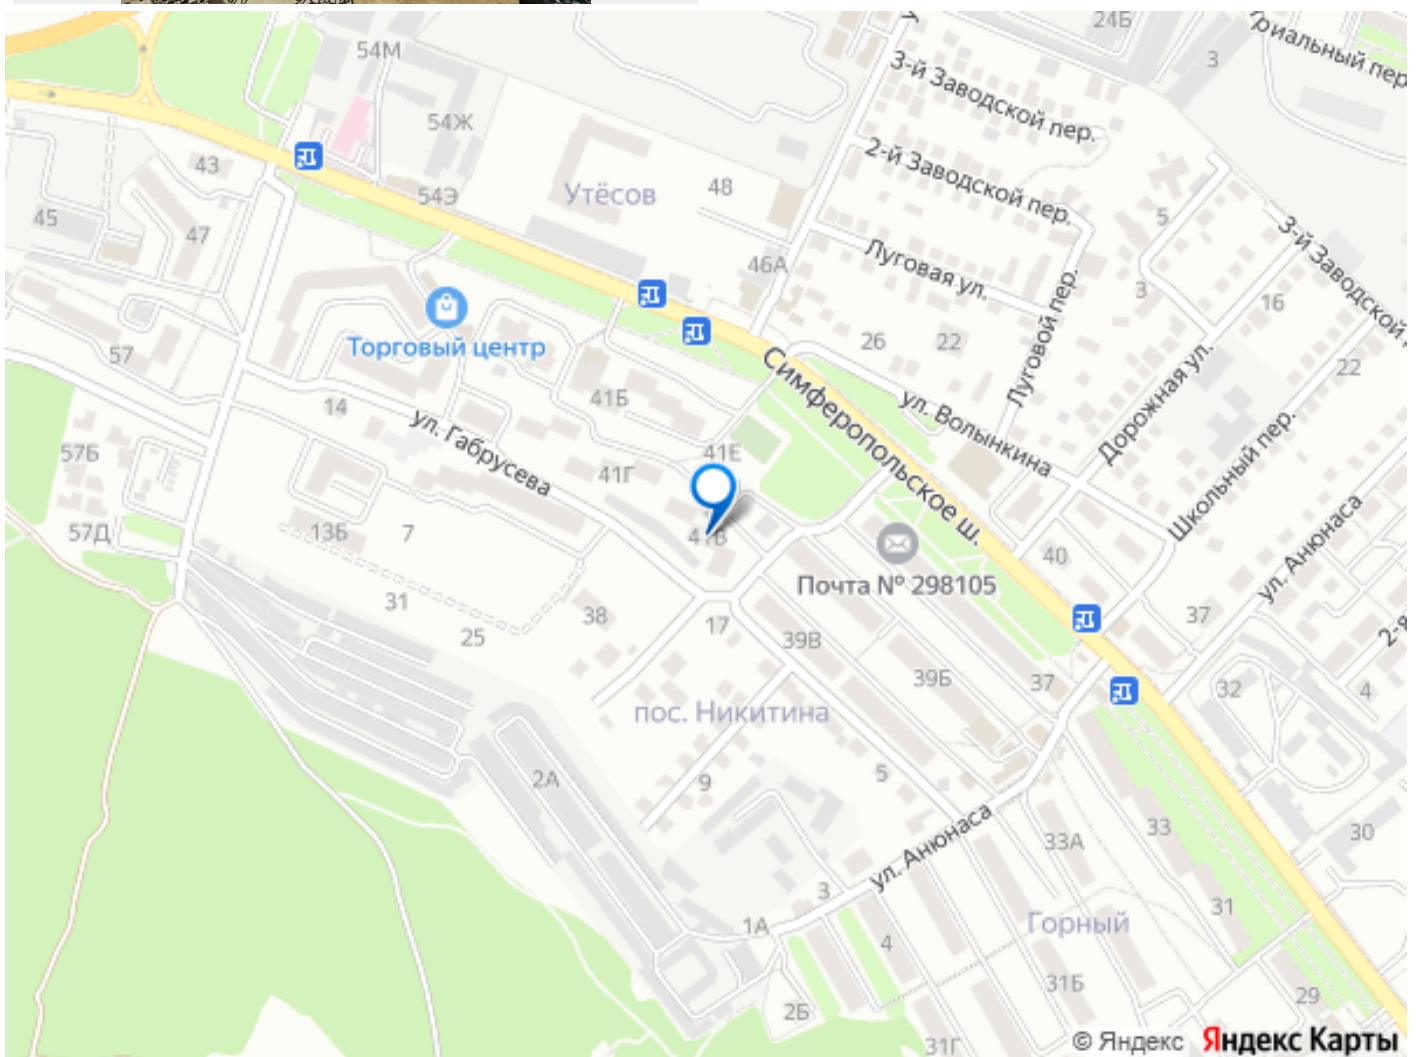 54М
24Б
3
триальный пер
3-й Заводской пер.
54Ж
43
2-й Заводской пер.
54Э
Утёсов
48
45
47
5
3-й Заводской
46А
Луговая ул.
3
16
Торговый центр
57
26
22
Луговой пер.
Дорожная ул.
22
Симферопольское ш.
ул. Волынкина
14
41Б
ул. Габрусева
57Б
41Г
41Е
Школьный пер.
ул. Анюнаса
57Д
13Б
7
41В
40
Почта № 298105
31
38
25
17
39В
37
2-я
39Б
37
32
4
пос. Никитина
2А
9
5
ул. Анюнаса
33А
33
30
3
1А
31
Горный
4
31Б
2Б
29
31Г
© Яндекс Яндекс Карты